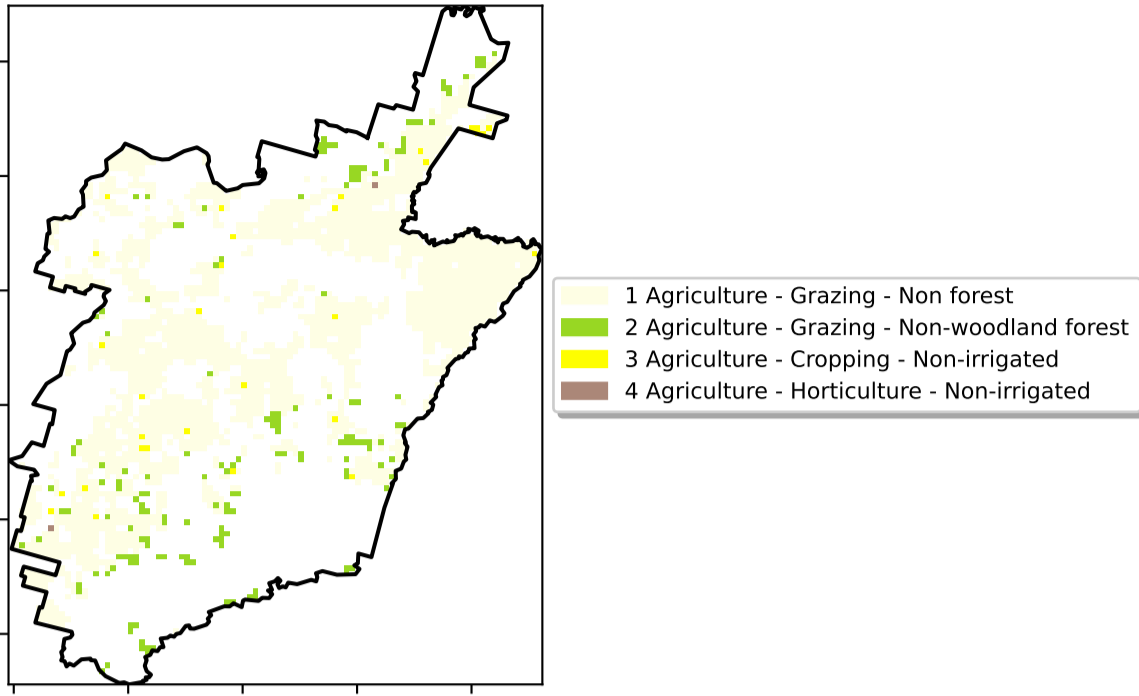 1 Agriculture - Grazing - Non forest
2 Agriculture - Grazing - Non-woodland forest
3 Agriculture - Cropping - Non-irrigated
4 Agriculture - Horticulture - Non-irrigated